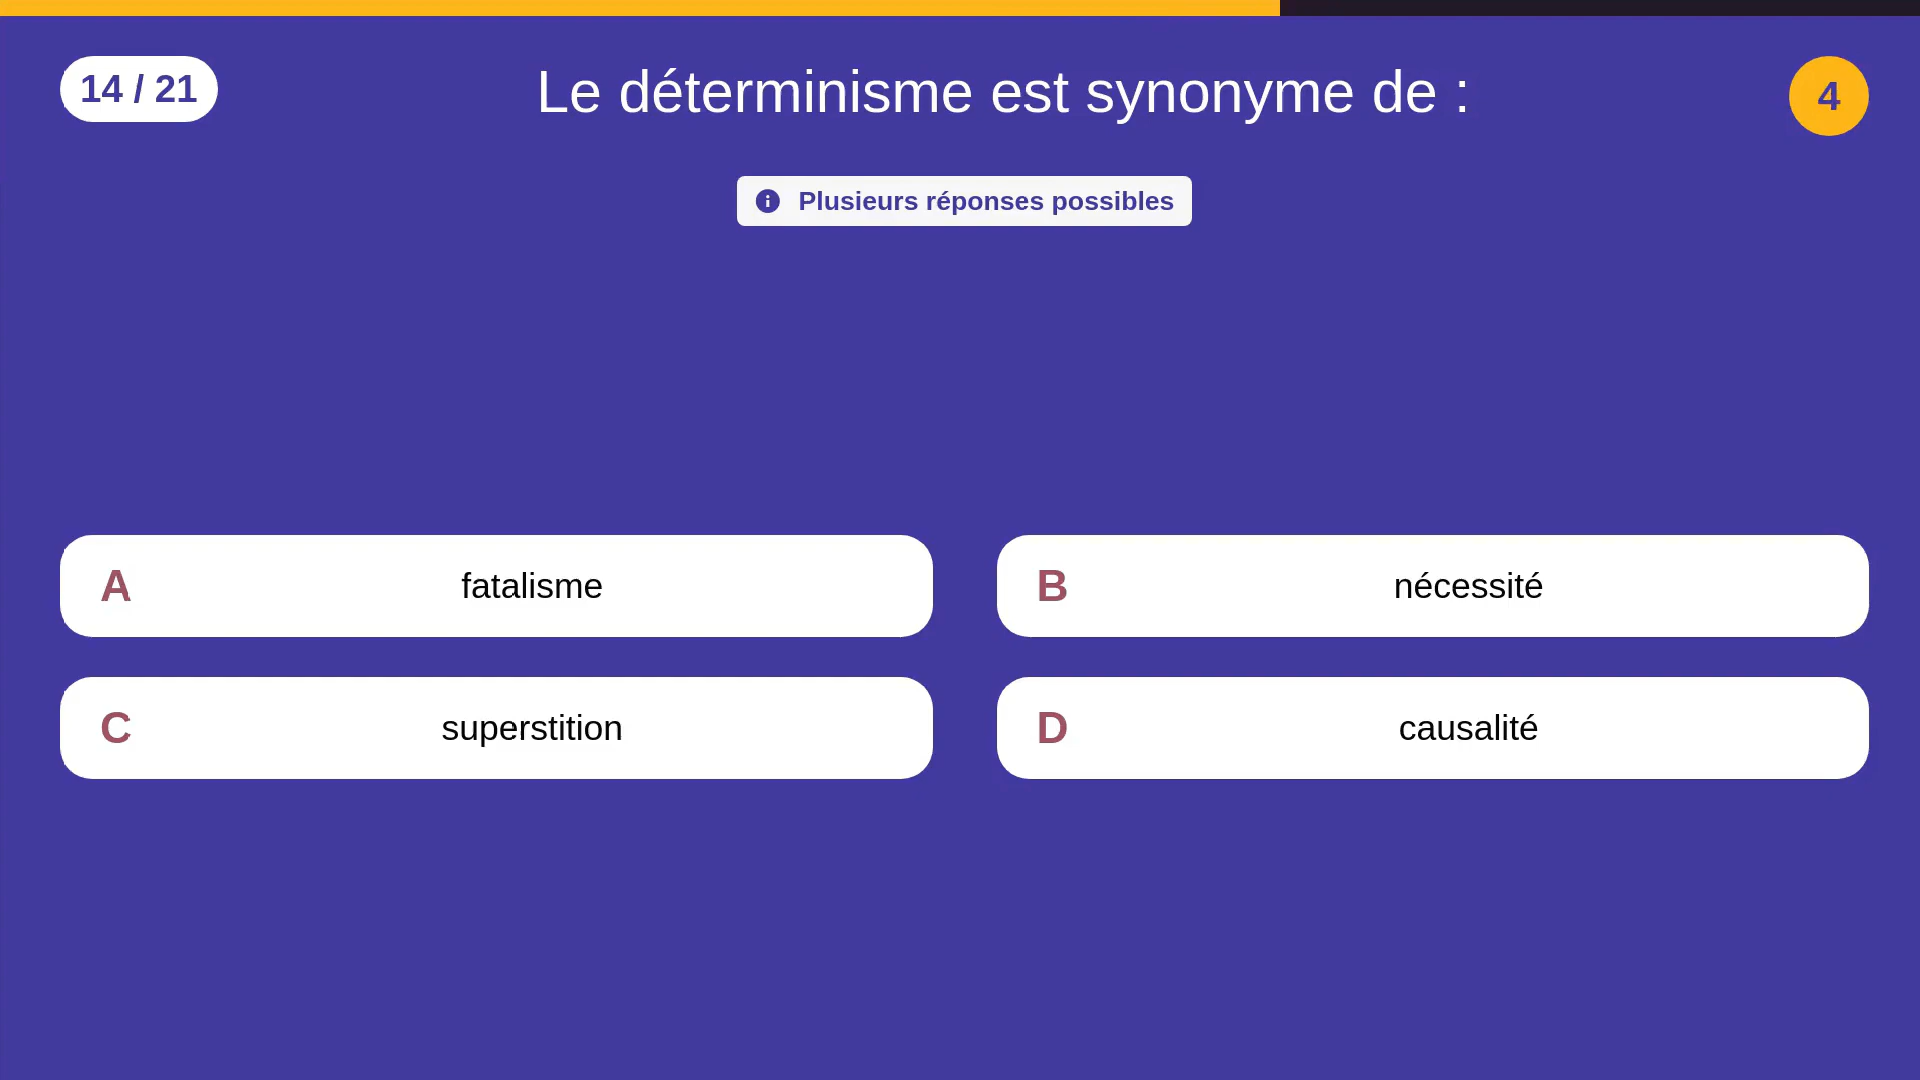 14 / 21
Le déterminisme est synonyme de :
4
Plusieurs réponses possibles
A fatalisme
B nécessité
C superstition
D causalité